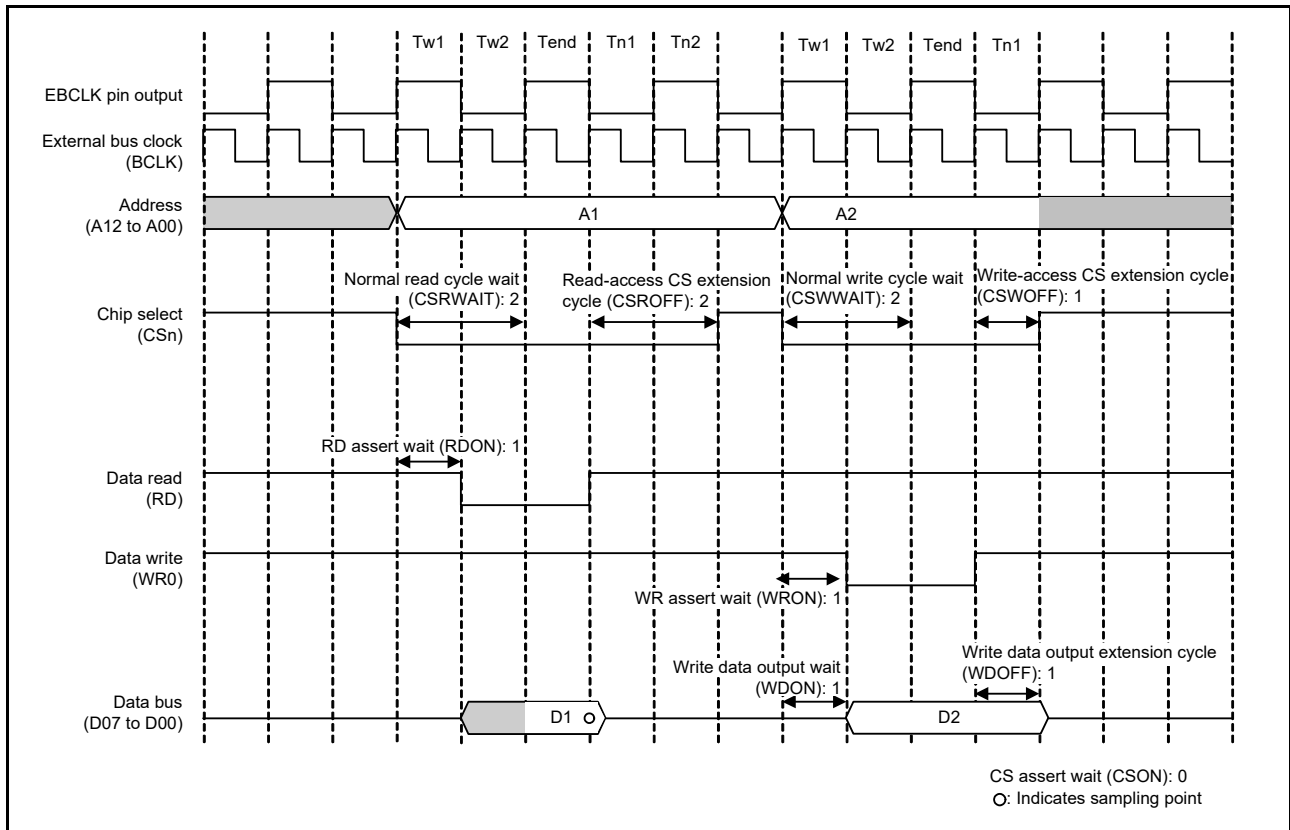 Tw1 Tw2 Tend Tn1 Tn2 Tw1 Tw2 Tend Tn1
EBCLK pin output
External bus clock
(BCLK)
Address
(A12 to A00)
A1 A2
Normal read cycle wait
(CSRWAIT): 2
Read-access CS extension
cycle (CSROFF): 2
Normal write cycle wait
(CSWWAIT): 2
Write-access CS extension cycle
(CSWOFF): 1
Chip select
(CSn)
RD assert wait (RDON): 1
Data read
(RD)
Data write
(WR0)
WR assert wait (WRON): 1
Write data output wait
(WDON): 1
Write data output extension cycle
(WDOFF): 1
Data bus
(D07 to D00)
D1 D2
CS assert wait (CSON): 0
: Indicates sampling point